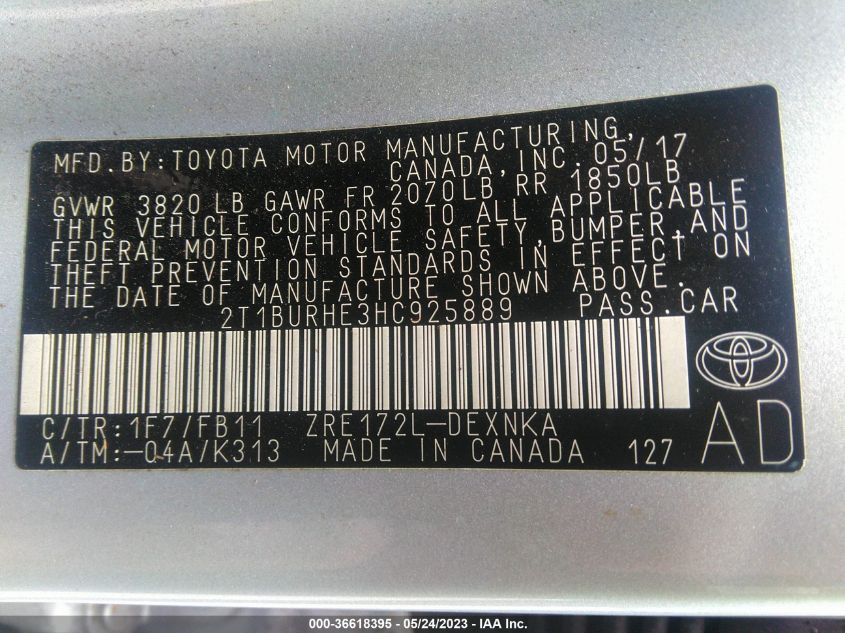 MFD.BY:TOYOTA MOTOR MANUFACTURING,
CANADA,INC. 05/17
GVWR 3820 LB GAWR FR 2070LB RR 1850LB
THIS VEHICLE CONFORMS TO ALL APPLICABLE
FEDERAL MOTOR VEHICLE SAFETY,BUMPER,AND
THEFT PREVENTION STANDARDS IN EFFECT ON
THE DATE OF MANUFACTURE SHOWN ABOVE.
2T1BURHE3HC925889 PASS.CAR
C/TR:1F7/FB11 ZRE172L-DEXNKA
A/TM:-04A/K313 MADE IN CANADA 127
AD
000-36618395 - 05/24/2023 - IAA Inc.